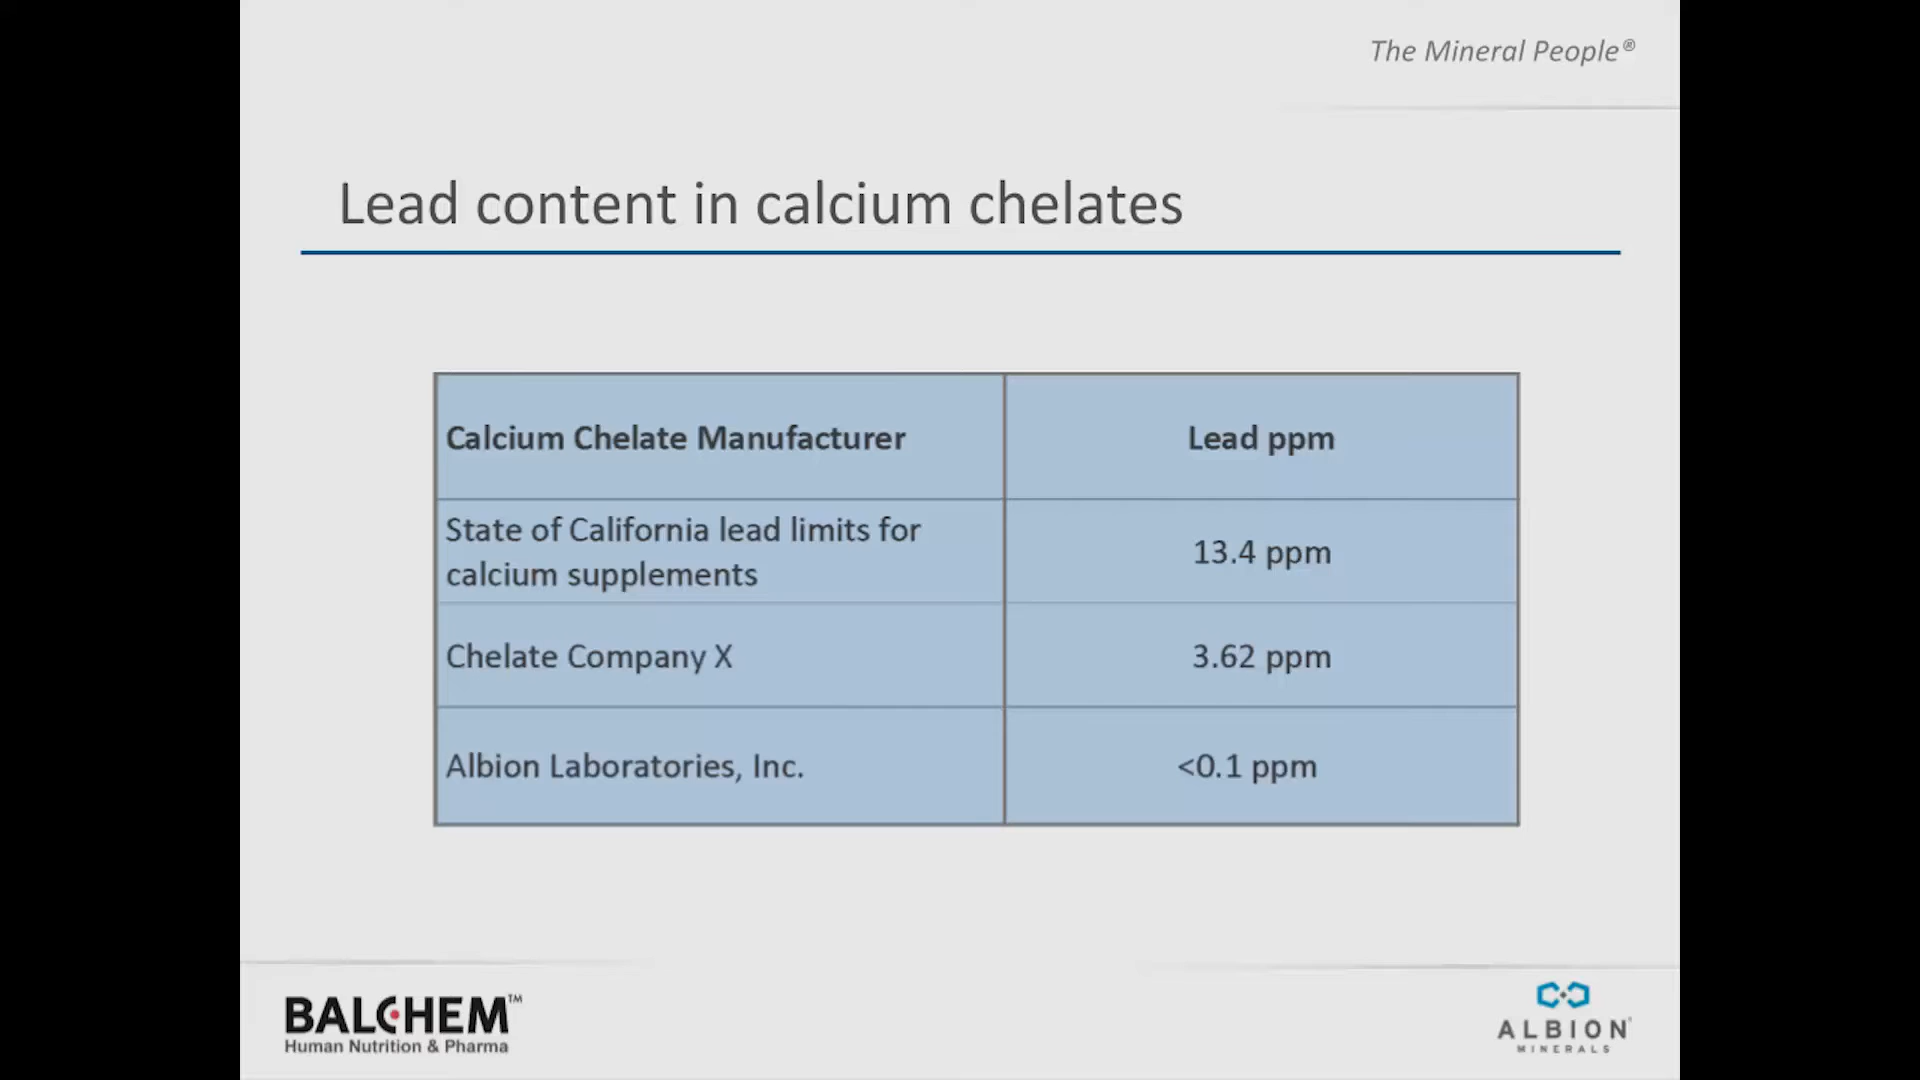 The Mineral People®
Lead content in calcium chelates
Calcium Chelate Manufacturer
Lead ppm
State of California lead limits for
calcium supplements
13.4 ppm
Chelate Company X
3.62 ppm
Albion Laboratories, Inc.
<0.1 ppm
BALCHEM™
Human Nutrition & Pharma
ALBION
MINERALS